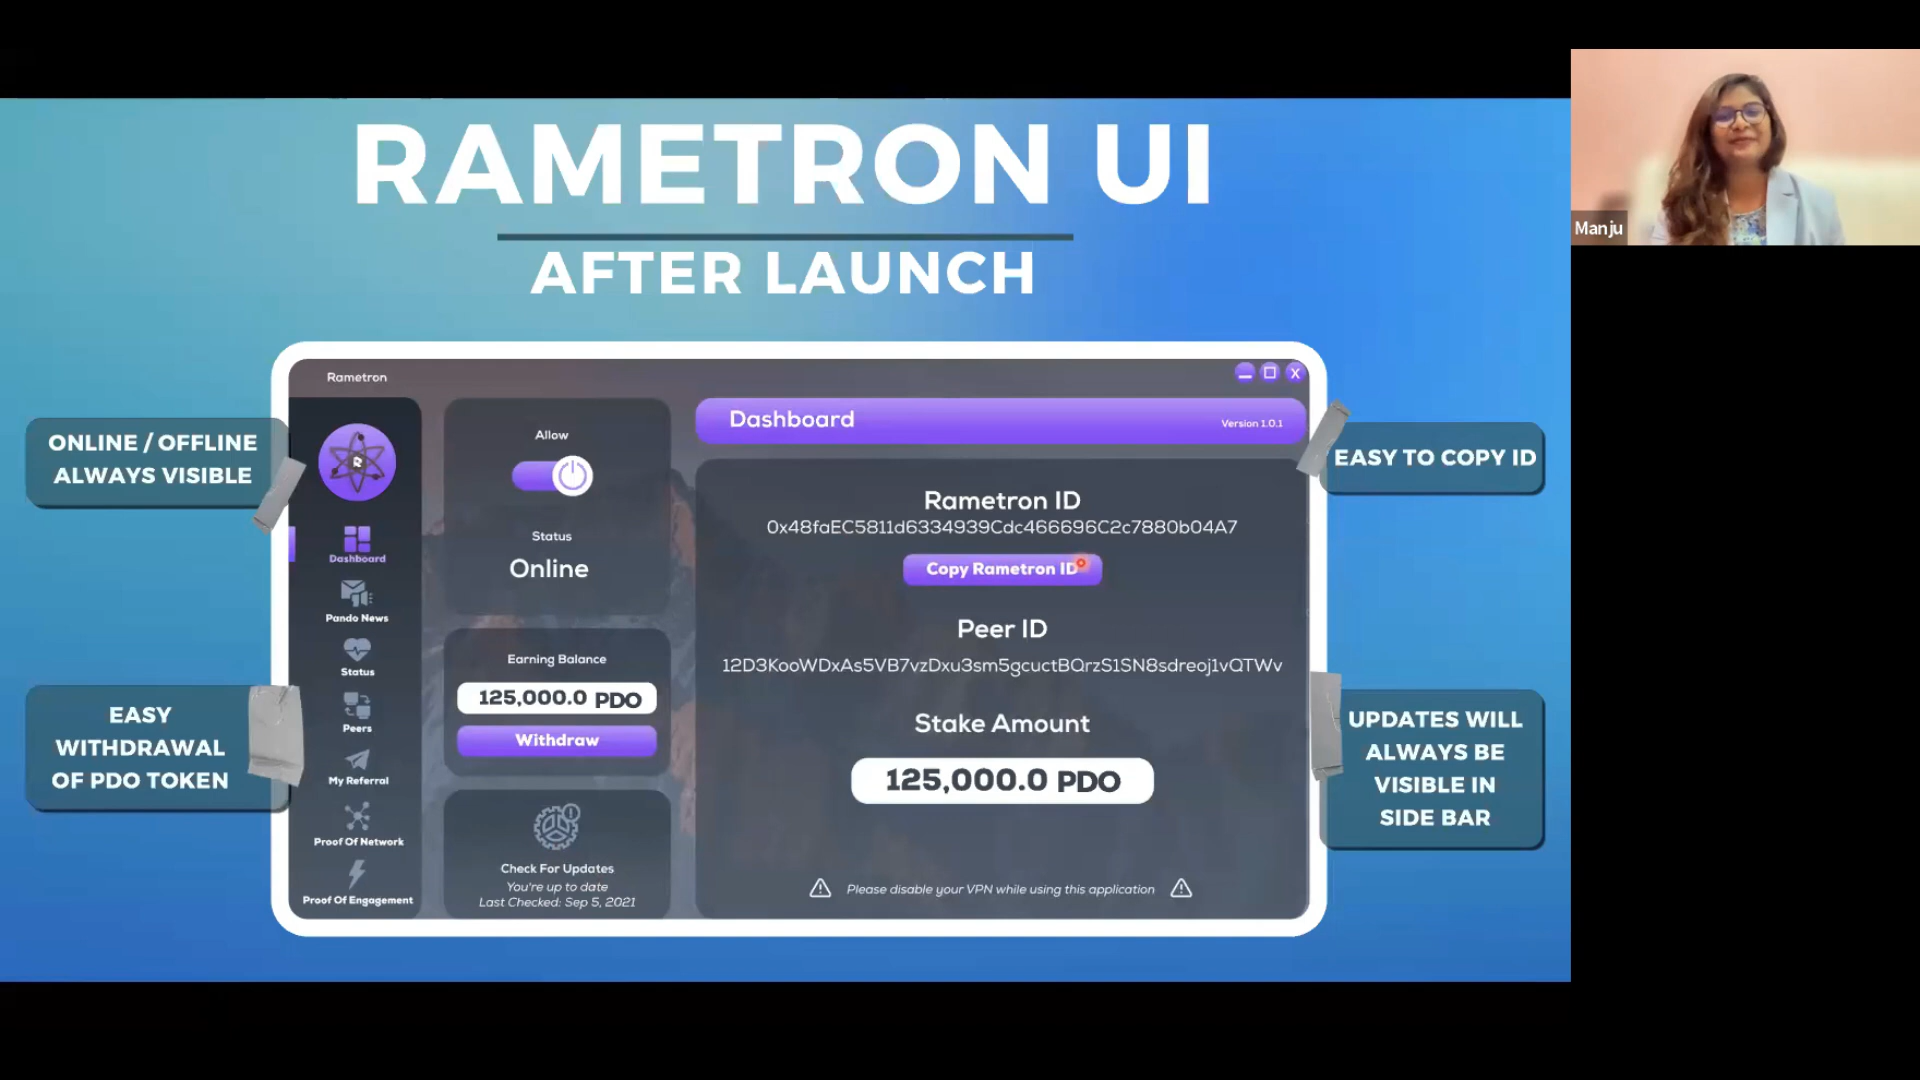 RAMETRON UI
AFTER LAUNCH
Manju
Rametron
X
ONLINE / OFFLINE
ALWAYS VISIBLE
EASY
WITHDRAWAL
OF PDO TOKEN
R
Dashboard
Pando News
Status
Peers
My Referral
Proof Of Network
Proof Of Engagement
Allow
Status
Online
Earning Balance
125,000.0 PDO
Withdraw
Check For Updates
You're up to date
Last Checked: Sep 5, 2021
Dashboard
Version 1.0.1
Rametron ID
0x48faEC5811d6334939Cdc466696C2c7880b04A7
Copy Rametron ID
Peer ID
12D3KooWDxAs5VB7vzDxu3sm5gcuctBQrzS1SN8sdreoj1vQTWv
Stake Amount
125,000.0 PDO
Please disable your VPN while using this application
EASY TO COPY ID
UPDATES WILL
ALWAYS BE
VISIBLE IN
SIDE BAR